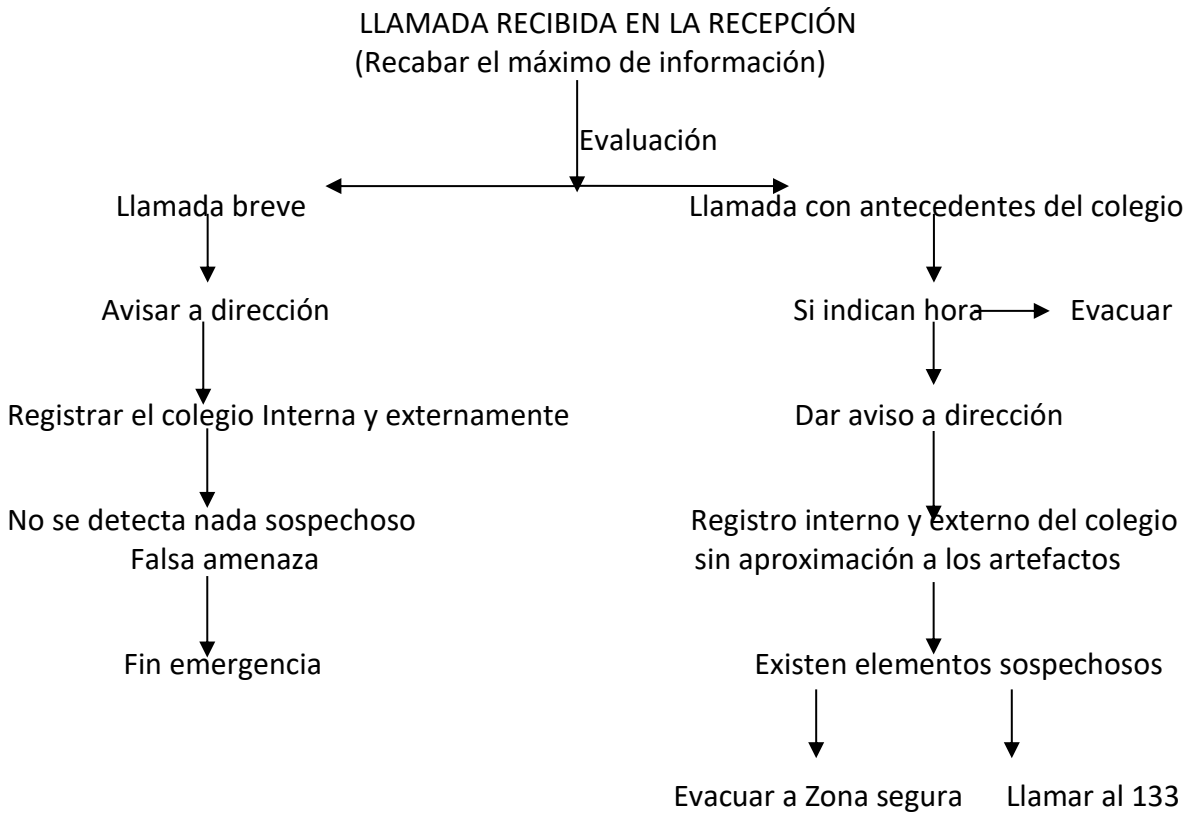 LLAMADA RECIBIDA EN LA RECEPCIÓN
(Recabar el máximo de información)
Evaluación
Llamada breve
Llamada con antecedentes del colegio
Avisar a dirección
Si indican hora
Evacuar
Registrar el colegio Interna y externamente
Dar aviso a dirección
No se detecta nada sospechoso
Falsa amenaza
Registro interno y externo del colegio
sin aproximación a los artefactos
Fin emergencia
Existen elementos sospechosos
Evacuar a Zona segura
Llamar al 133